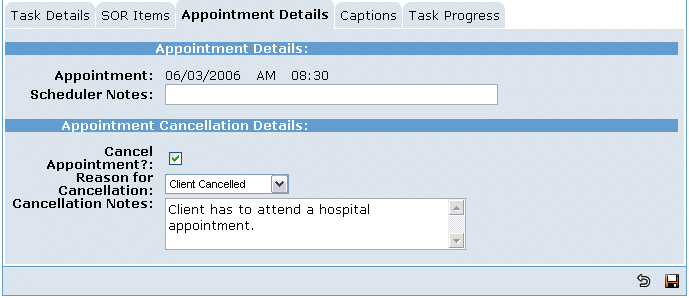 Task Details SOR Items Appointment Details Captions Task Progress
Appointment Details:
Appointment: 06/03/2006 AM 08:30
Scheduler Notes:
Appointment Cancellation Details:
Cancel
Appointment?:
Reason for
Cancellation: Client Cancelled
Cancellation Notes: Client has to attend a hospital
appointment.